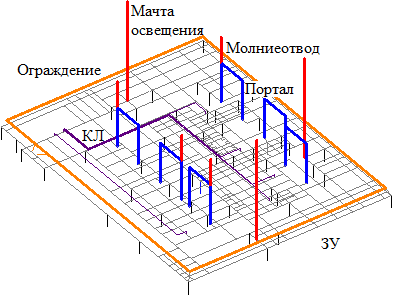 Мачта
освещения
Молниеотвод
Ограждение
Портал
КЛ
ЗУ